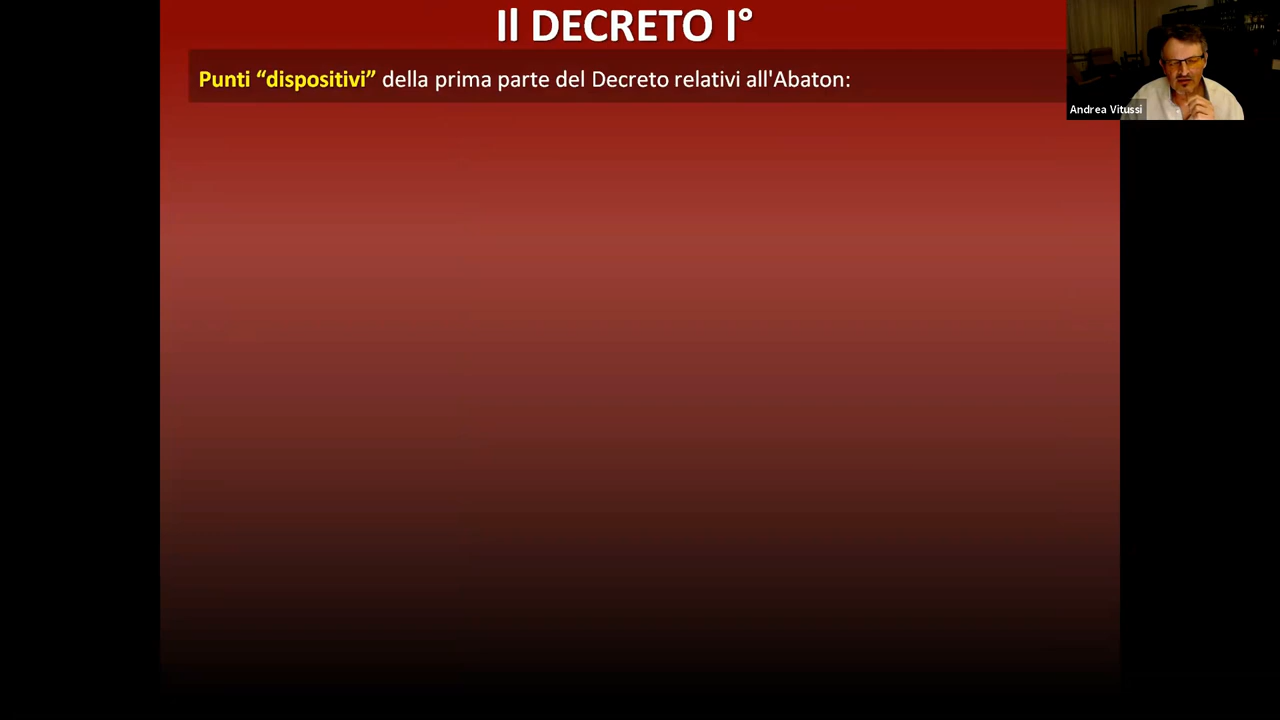 Il DECRETO I°
Punti “dispositivi” della prima parte del Decreto relativi all'Abaton:
Andrea Vitussi